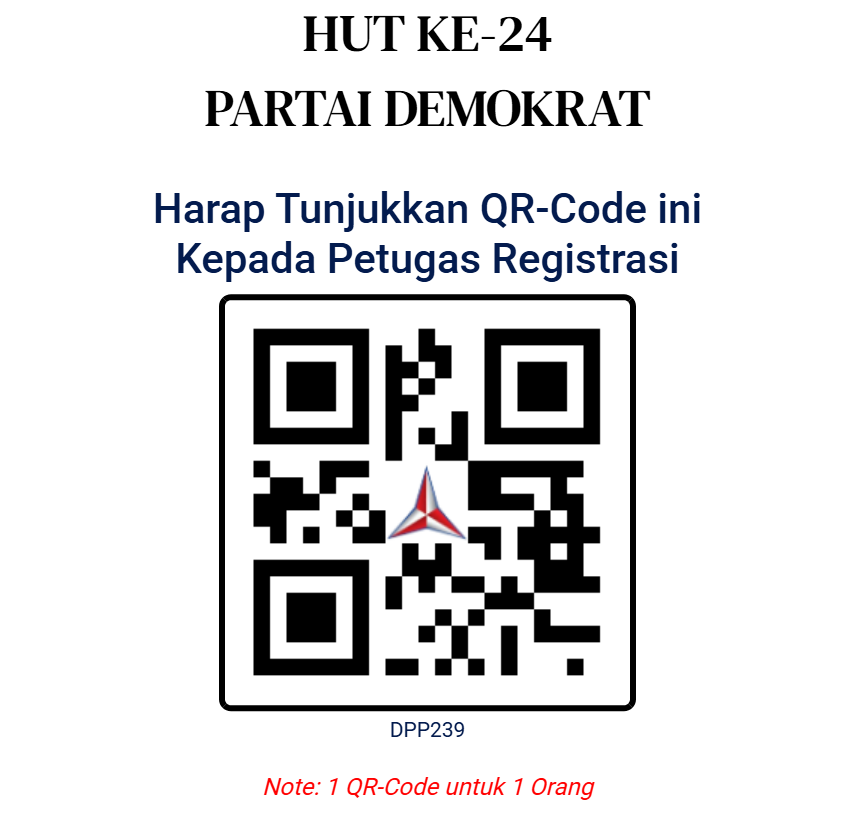 HUT KE-24
PARTAI DEMOKRAT
Harap Tunjukkan QR-Code ini
Kepada Petugas Registrasi
DPP239
Note: 1 QR-Code untuk 1 Orang